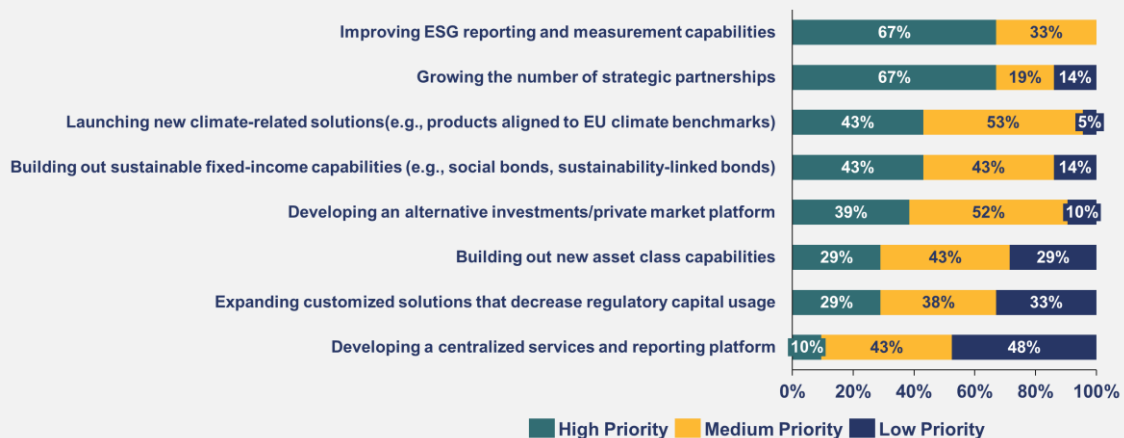 Improving ESG reporting and measurement capabilities 67% 33%
Growing the number of strategic partnerships 67% 19% 14%
Launching new climate-related solutions(e.g., products aligned to EU climate benchmarks) 43% 53% 5%
Building out sustainable fixed-income capabilities (e.g., social bonds, sustainability-linked bonds) 43% 43% 14%
Developing an alternative investments/private market platform 39% 52% 10%
Building out new asset class capabilities 29% 43% 29%
Expanding customized solutions that decrease regulatory capital usage 29% 38% 33%
Developing a centralized services and reporting platform 10% 43% 48%
0% 20% 40% 60% 80% 100%
High Priority Medium Priority Low Priority